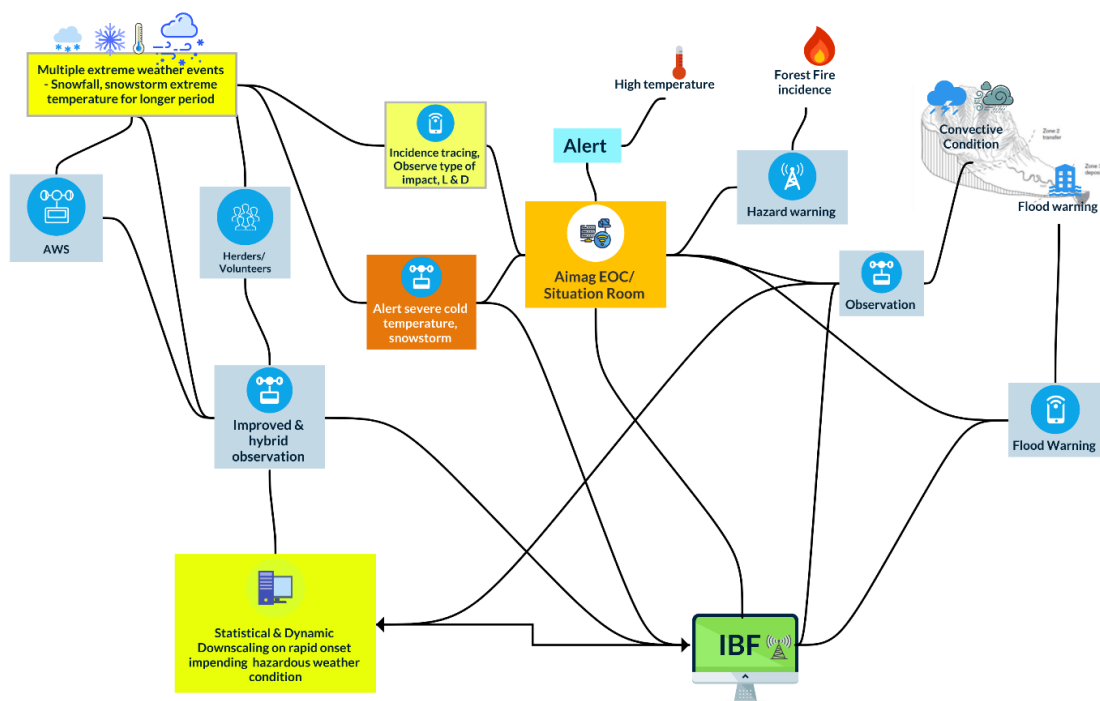 Multiple extreme weather events
- Snowfall, snowstorm extreme
temperature for longer period
High temperature
Forest Fire
incidence
Convective
Condition
Zone 2
transfer
Flood warning
Alert
Incidence tracing,
Observe type of
impact, L & D
Hazard warning
AWS
Herders/
Volunteers
Aimag EOC/
Situation Room
Observation
Alert severe cold
temperature,
snowstorm
Improved &
hybrid
observation
Flood Warning
Statistical & Dynamic
Downscaling on rapid onset
impending hazardous weather
condition
IBF